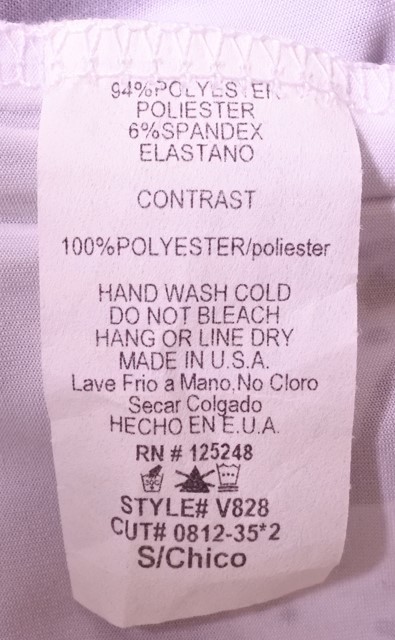 94%POLYESTER
POLIESTER
6%SPANDEX
ELASTANO
CONTRAST
100%POLYESTER/poliester
HAND WASH COLD
DO NOT BLEACH
HANG OR LINE DRY
MADE IN U.S.A.
Lave Frio a Mano,No Cloro
Secar Colgado
HECHO EN E.U.A.
RN # 125248
STYLE# V828
CUT# 0812-35*2
S/Chico